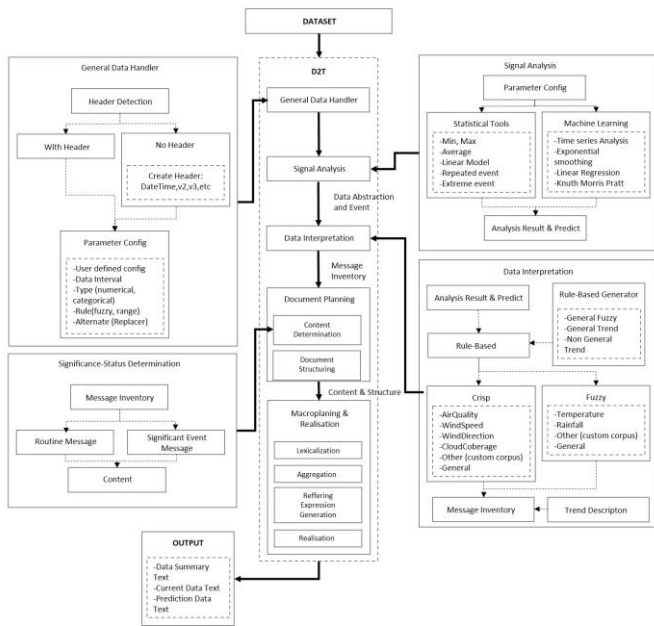 DATASET
D2T
General Data Handler
Signal Analysis
Data Abstraction
and Event
Data Interpretation
Message
Inventory
Document Planning
Content
Determination
Document
Structuring
Content & Structure
Macroplaning &
Realisation
Lexicalization
Aggregation
Reffering
Expression
Generation
Realisation
General Data Handler
Header Detection
With Header
No Header
Create Header:
DateTime,v2,v3,etc
Parameter Config
-User defined config
-Data Interval
-Type (numerical,
categorical)
-Rule(fuzzy, range)
-Alternate (Replacer)
Significance-Status Determination
Message Inventory
Routine Message
Significant Event
Message
Content
OUTPUT
-Data Summary
Text
-Current Data Text
-Prediction Data
Text
Signal Analysis
Parameter Config
Statistical Tools
-Min, Max
-Average
-Linear Model
-Repeated event
-Extreme event
Machine Learning
-Time series Analysis
-Exponential
smoothing
-Linear Regression
-Knuth Morris Pratt
Analysis Result & Predict
Data Interpretation
Analysis Result & Predict
Rule-Based Generator
-General Fuzzy
-General Trend
-Non General
Trend
Rule-Based
Crisp
-AirQuality
-WindSpeed
-WindDirection
-CloudCoberage
-Other (custom corpus)
-General
Fuzzy
-Temperature
-Rainfall
-Other (custom corpus)
-General
Message Inventory
Trend Descripton